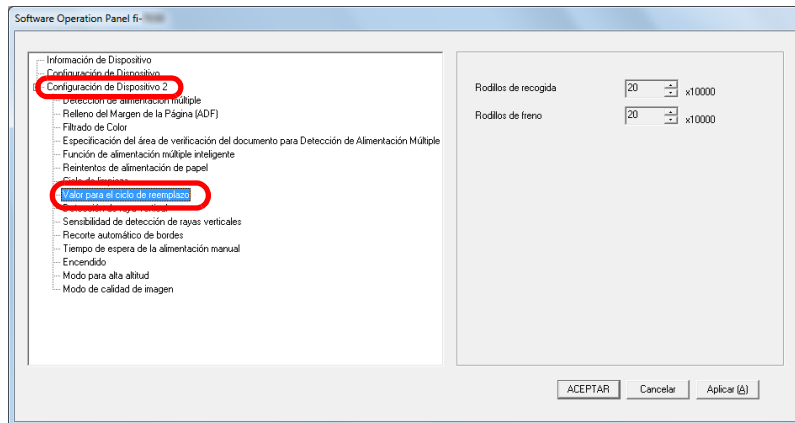 Software Operation Panel fi-
Información de Dispositivo
Configuración de Dispositivo
Configuración de Dispositivo 2
Detección de alimentación múltiple
Relleno del Margen de la Página (ADF)
Filtrado de Color
Especificación del área de verificación del documento para Detección de Alimentación Múltiple
Función de alimentación múltiple inteligente
Reintentos de alimentación de papel
Ciclo de limpieza
Valor para el ciclo de reemplazo
Detección de raya vertical
Sensibilidad de detección de rayas verticales
Recorte automático de bordes
Tiempo de espera de la alimentación manual
Encendido
Modo para alta altitud
Modo de calidad de imagen
Rodillos de recogida 20 x10000
Rodillos de freno 20 x10000
ACEPTAR Cancelar Aplicar (A)